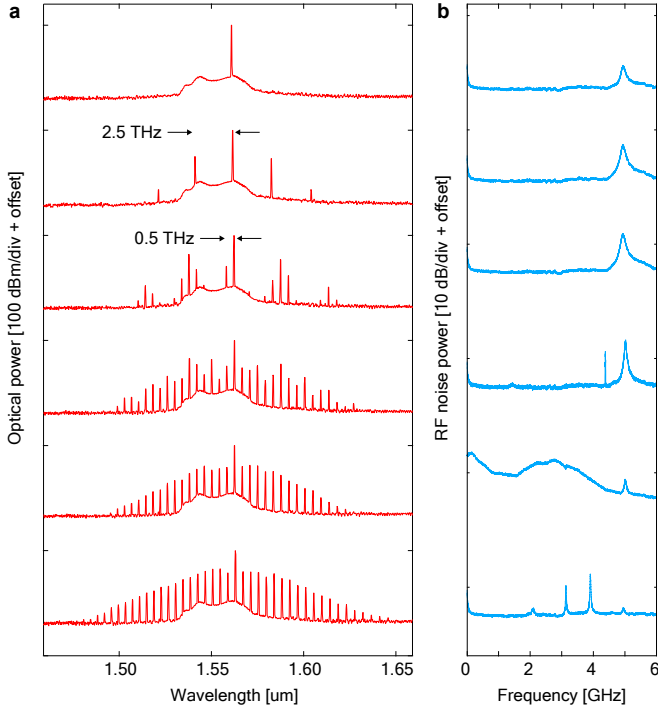 a
b
2.5 THz
0.5 THz
Optical power [100 dBm/div + offset]
RF noise power [10 dB/div + offset]
1.50 1.55 1.60 1.65
0 2 4 6
Wavelength [um]
Frequency [GHz]